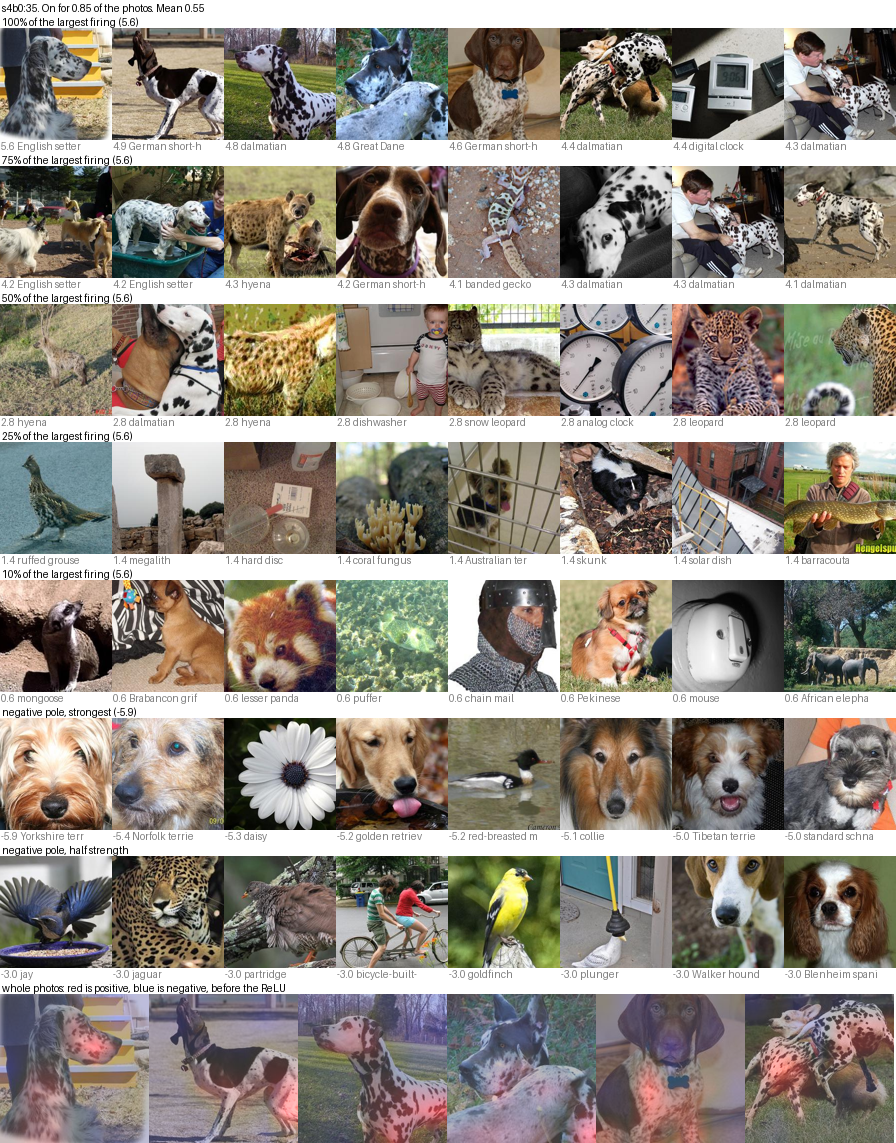 s4b0:35. On for 0.85 of the photos. Mean 0.55
100% of the largest firing (5.6)
5.6 English setter 4.9 German short-h 4.8 dalmatian 4.8 Great Dane 4.6 German short-h 4.4 dalmatian 4.4 digital clock 4.3 dalmatian
75% of the largest firing (5.6)
4.2 English setter 4.2 English setter 4.3 hyena 4.2 German short-h 4.1 banded gecko 4.3 dalmatian 4.3 dalmatian 4.1 dalmatian
50% of the largest firing (5.6)
2.8 hyena 2.8 dalmatian 2.8 hyena 2.8 dishwasher 2.8 snow leopard 2.8 analog clock 2.8 leopard 2.8 leopard
25% of the largest firing (5.6)
Hengelspu
1.4 ruffed grouse 1.4 megalith 1.4 hard disc 1.4 coral fungus 1.4 Australian ter 1.4 skunk 1.4 solar dish 1.4 barracouta
10% of the largest firing (5.6)
0.6 mongoose 0.6 Brabancon grif 0.6 lesser panda 0.6 puffer 0.6 chain mail 0.6 Pekinese 0.6 mouse 0.6 African elepha
negative pole, strongest (-5.9)
-5.9 Yorkshire terr -5.4 Norfolk terrie -5.3 daisy -5.2 golden retriev -5.2 red-breasted m -5.1 collie -5.0 Tibetan terrie -5.0 standard schna
negative pole, half strength
-3.0 jay -3.0 jaguar -3.0 partridge -3.0 bicycle-built- -3.0 goldfinch -3.0 plunger -3.0 Walker hound -3.0 Blenheim spani
whole photos: red is positive, blue is negative, before the ReLU